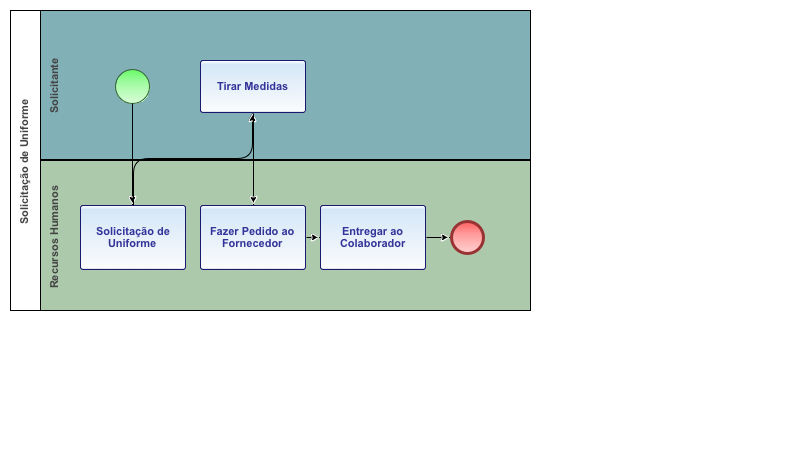 Solicitação de Uniforme
Solicitante
Tirar Medidas
Recursos Humanos
Solicitação de
Uniforme
Fazer Pedido ao
Fornecedor
Entregar ao
Colaborador